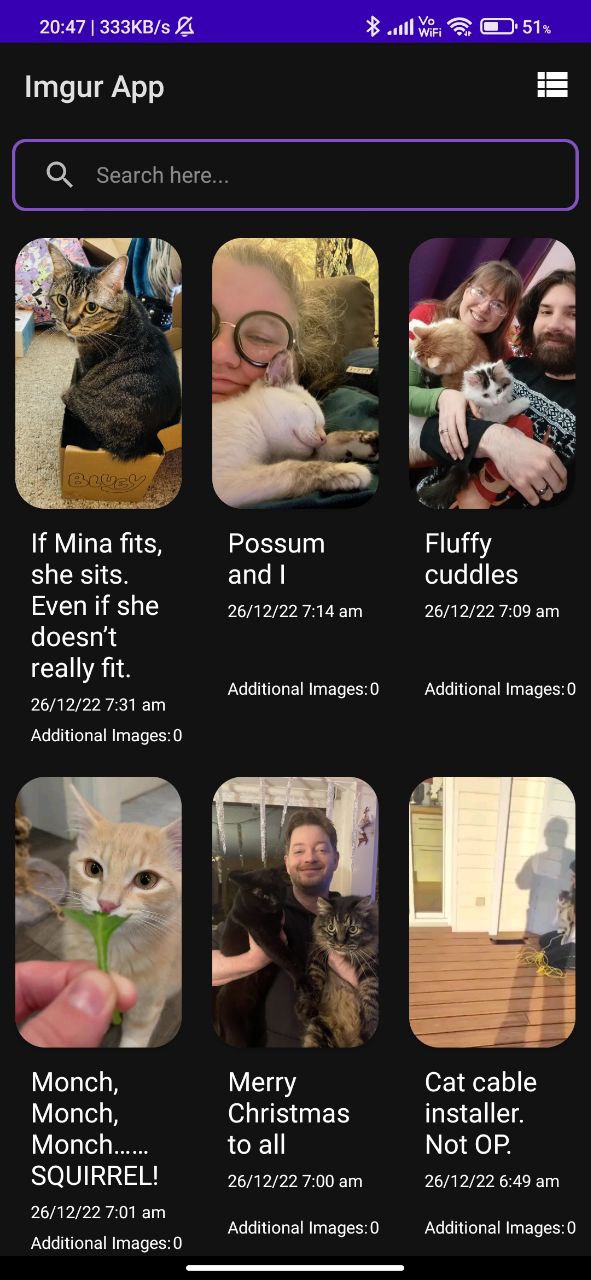 20:47 | 333KB/s
Vo
WiFi
51%
Imgur App
Search here...
BLUEY
If Mina fits,
she sits.
Even if she
doesn’t
really fit.
26/12/22 7:31 am
Additional Images:0
Possum
and I
26/12/22 7:14 am
Additional Images:0
Fluffy
cuddles
26/12/22 7:09 am
Additional Images:0
Monch,
Monch,
Monch……
SQUIRREL!
26/12/22 7:01 am
Additional Images:0
Merry
Christmas
to all
26/12/22 7:00 am
Additional Images:0
Cat cable
installer.
Not OP.
26/12/22 6:49 am
Additional Images:0